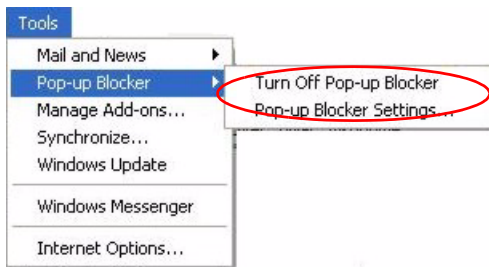 Tools
Mail and News
Pop-up Blocker
Turn Off Pop-up Blocker
Manage Add-ons...
Pop-up Blocker Settings...
Synchronize...
Windows Update
Windows Messenger
Internet Options...